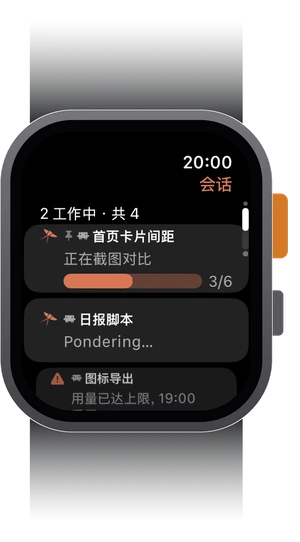 20:00
会话
2 工作中 · 共 4
首页卡片间距
正在截图对比
3/6
日报脚本
Pondering…
图标导出
用量已达上限, 19:00